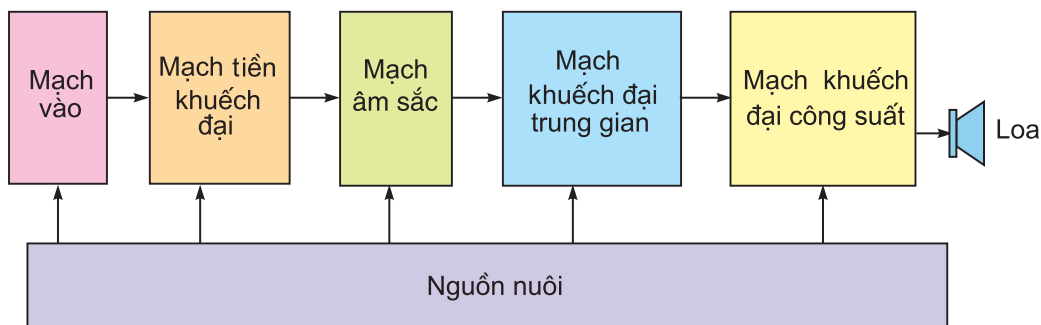 Mạch
vào
Mạch tiền
khuếch
đại
Mạch
âm sắc
Mạch
khuếch đại
trung gian
Mạch khuếch
đại công suất
Loa
Nguồn nuôi